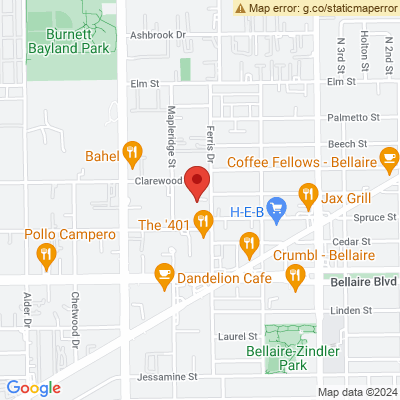 Map error: g.co/staticmaperror
Burnett
Bayland Park
Ashbrook Dr
N 3rd St
Holton St
N 2nd St
Elm St
Elm St
Palmetto St
Mapleridge St
Ferris Dr
Beech St
Bahel
Coffee Fellows - Bellaire
Clarewood
Jax Grill
H-E-B
Spruce St
The '401
Pollo Campero
Cedar St
Crumbl - Bellaire
Dandelion Cafe
Bellaire Blvd
Alder Dr
Chetwood Dr
Linden St
Laurel St
Bellaire-Zindler
Park
Jessamine St
Google
Map data ©2024